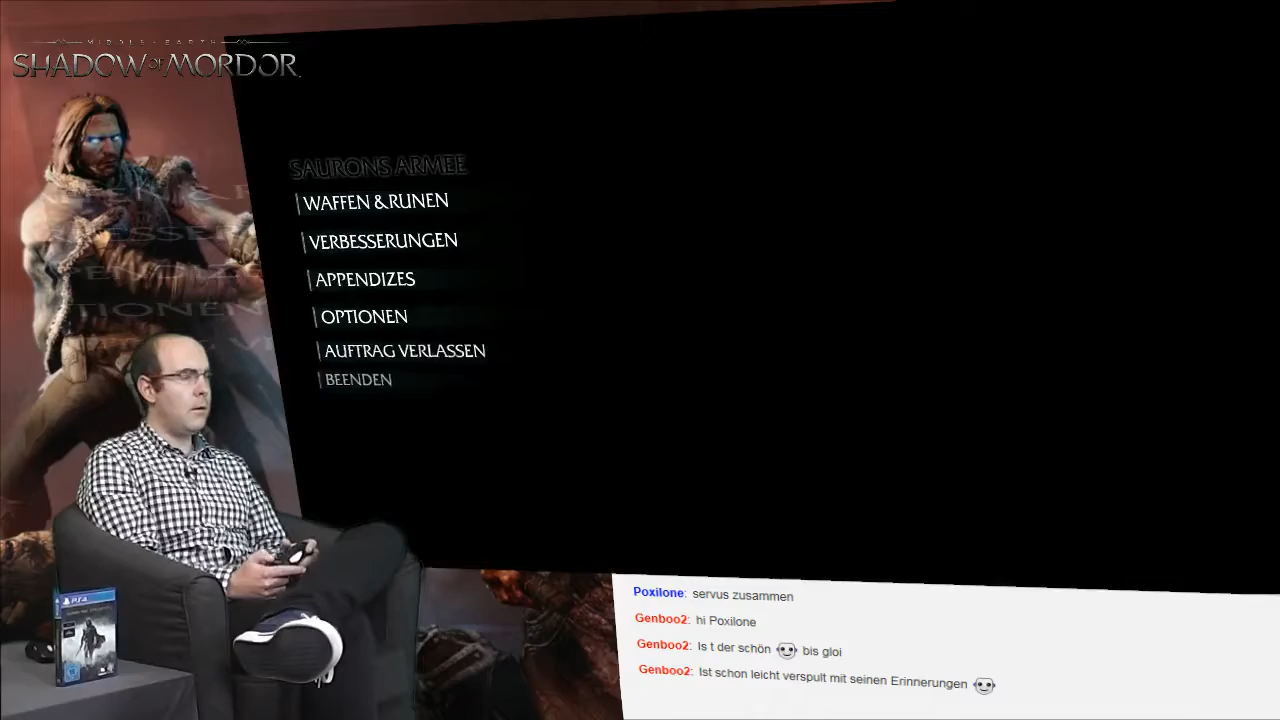 MIDDLE-EARTH
SHADOW OF MORDOR
SAURONS ARMEE
WAFFEN & RUNEN
VERBESSERUNGEN
APPENDIZES
OPTIONEN
AUFTRAG VERLASSEN
BEENDEN
PS4
Poxilone: servus zusammen
Genboo2: hi Poxilone
Genboo2: Is t der schön bis gloi
Genboo2: Ist schon leicht verspult mit seinen Erinnerungen